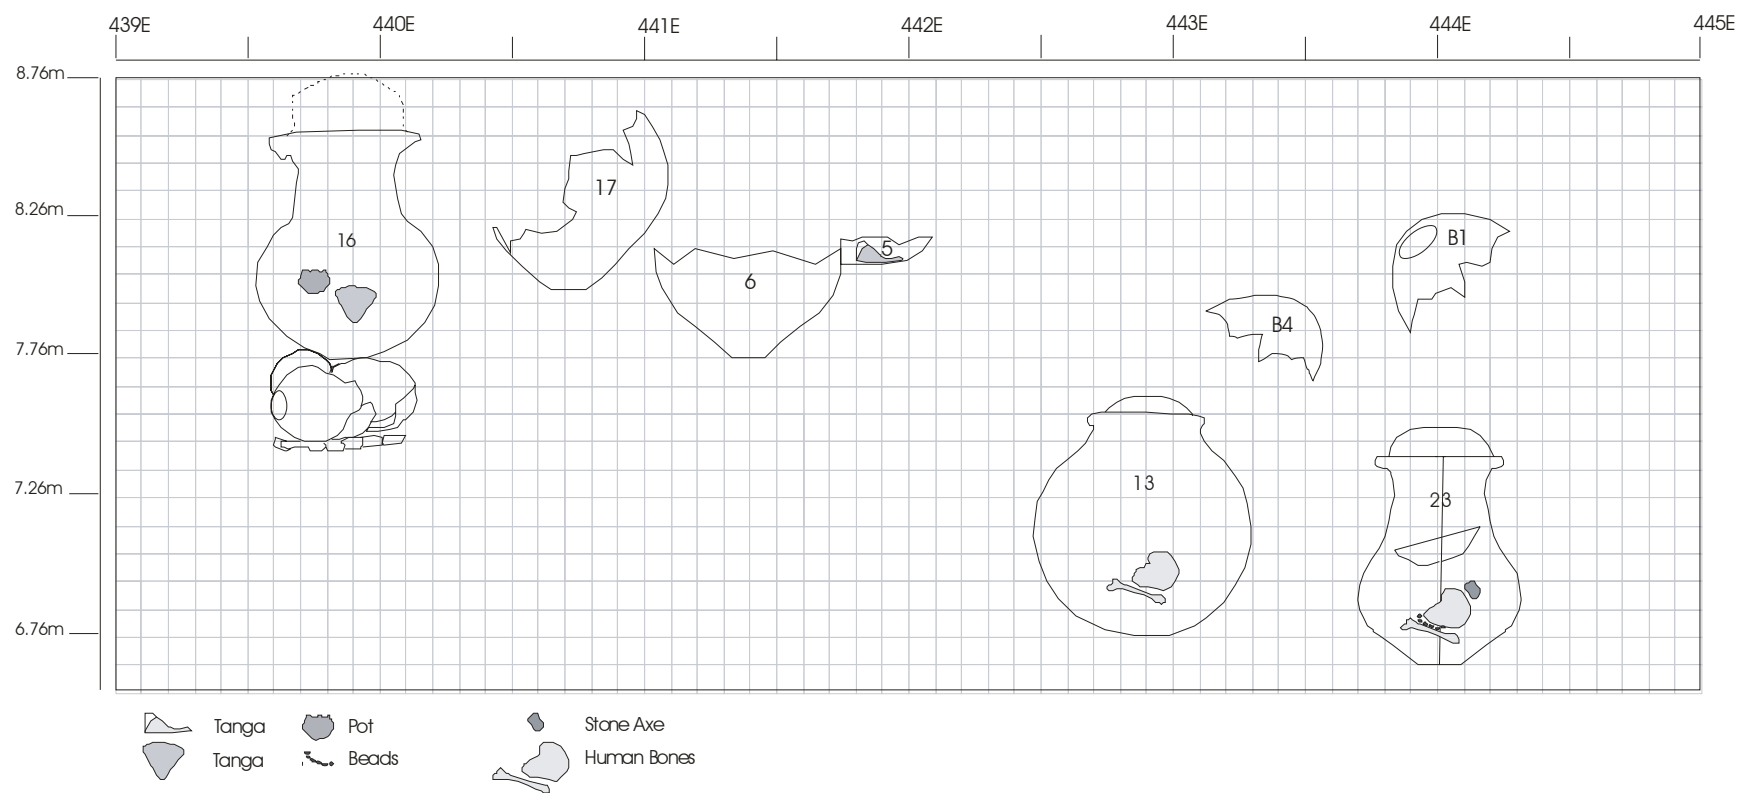 439E 440E 441E 442E 443E 444E 445E
8.76m
17
8.26m
16
5
B1
6
B4
7.76m
13
7.26m
23
6.76m
Tanga Pot Stone Axe
Tanga Beads Human Bones